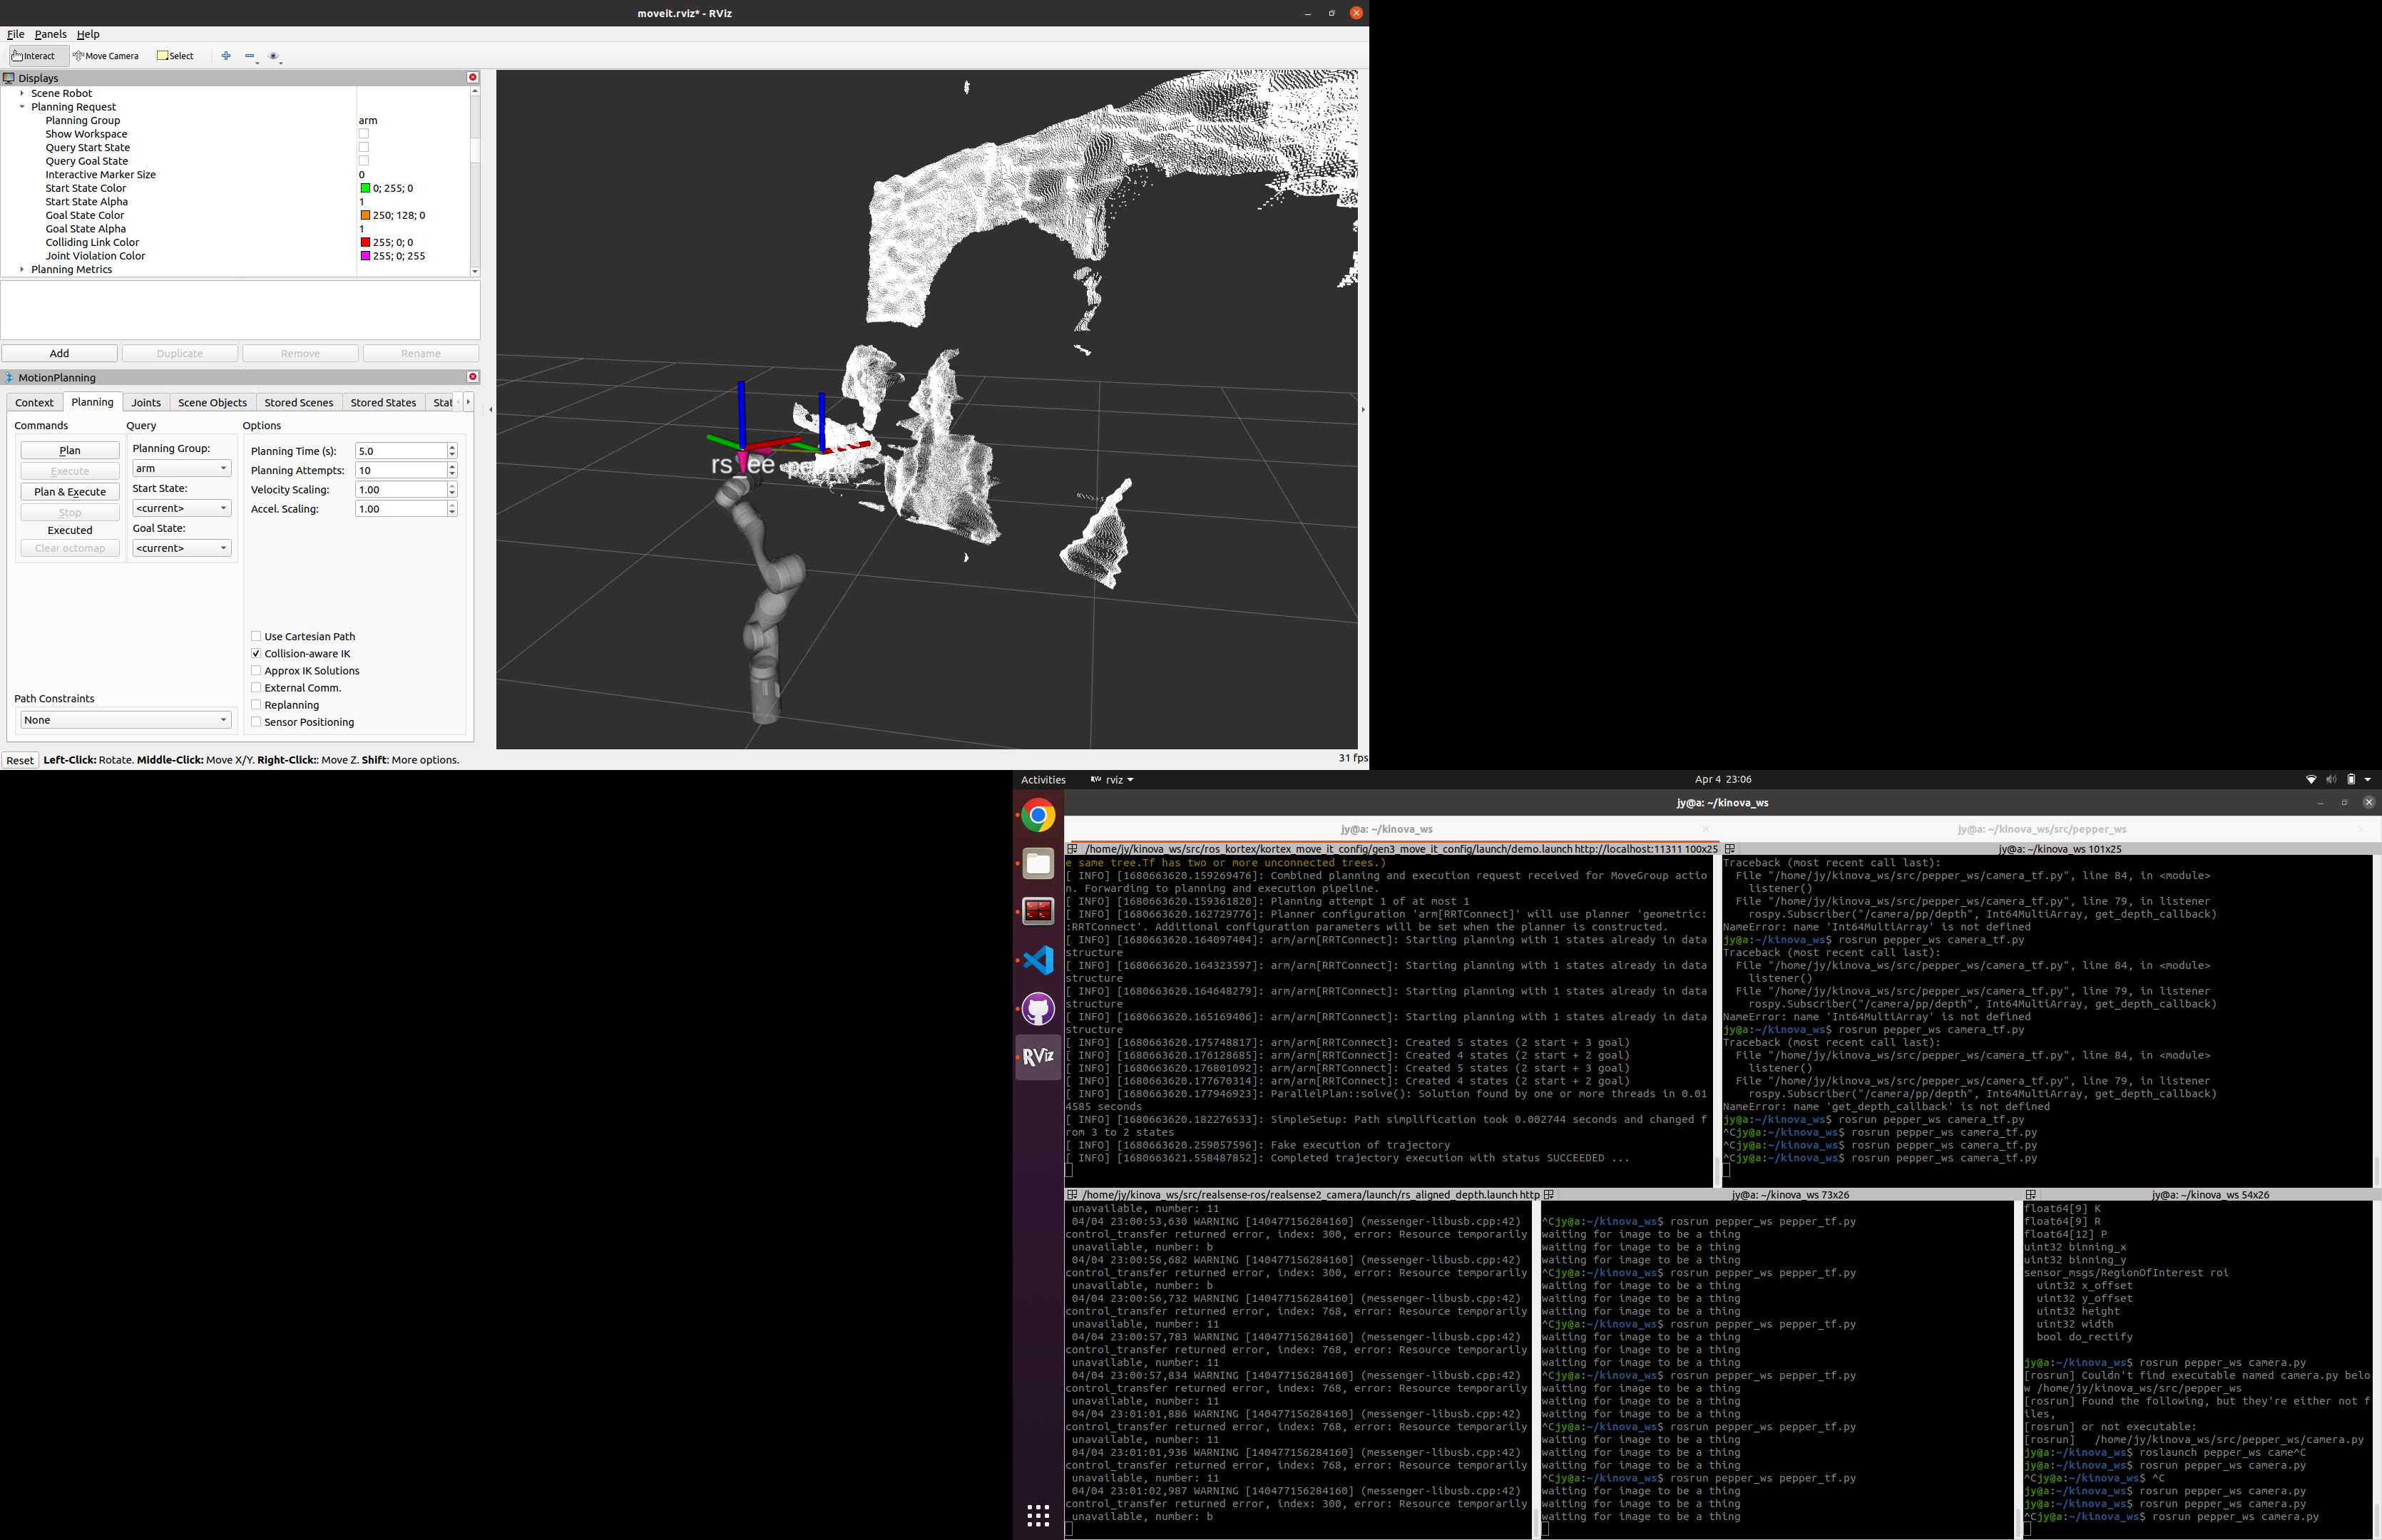 moveit.rviz* - RViz
File Panels Help
Interact Move Camera Select
Displays
Scene Robot
Planning Request
Planning Group arm
Show Workspace
Query Start State
Query Goal State
Interactive Marker Size 0
Start State Color 0; 255; 0
Start State Alpha 1
Goal State Color 250; 128; 0
Goal State Alpha 1
Colliding Link Color 255; 0; 0
Joint Violation Color 255; 0; 255
Planning Metrics
Add Duplicate Remove Rename
MotionPlanning
Context Planning Joints Scene Objects Stored Scenes Stored States Stat
Commands Query Options
Plan
Execute
Plan & Execute
Stop
Executed
Clear octomap
Planning Group:
arm
Start State:
<current>
Goal State:
<current>
Planning Time (s): 5.0
Planning Attempts: 10
Velocity Scaling: 1.00
Accel. Scaling: 1.00
Use Cartesian Path
Collision-aware IK
Approx IK Solutions
External Comm.
Replanning
Sensor Positioning
Path Constraints
None
Reset Left-Click: Rotate. Middle-Click: Move X/Y. Right-Click:: Move Z. Shift: More options.
31 fps
Activities rviz Apr 4 23:06
jy@a: ~/kinova_ws
jy@a: ~/kinova_ws
jy@a: ~/kinova_ws/src/pepper_ws
/home/jy/kinova_ws/src/ros_kortex/kortex_move_it_config/gen3_move_it_config/launch/demo.launch http://localhost:11311 100x25
e same tree.Tf has two or more unconnected trees.)
[ INFO] [1680663620.159269476]: Combined planning and execution request received for MoveGroup actio
n. Forwarding to planning and execution pipeline.
[ INFO] [1680663620.159361820]: Planning attempt 1 of at most 1
[ INFO] [1680663620.162729776]: Planner configuration 'arm[RRTConnect]' will use planner 'geometric:
:RRTConnect'. Additional configuration parameters will be set when the planner is constructed.
[ INFO] [1680663620.164097404]: arm/arm[RRTConnect]: Starting planning with 1 states already in data
structure
[ INFO] [1680663620.164323597]: arm/arm[RRTConnect]: Starting planning with 1 states already in data
structure
[ INFO] [1680663620.164648279]: arm/arm[RRTConnect]: Starting planning with 1 states already in data
structure
[ INFO] [1680663620.165169406]: arm/arm[RRTConnect]: Starting planning with 1 states already in data
structure
[ INFO] [1680663620.175748817]: arm/arm[RRTConnect]: Created 5 states (2 start + 3 goal)
[ INFO] [1680663620.176128685]: arm/arm[RRTConnect]: Created 4 states (2 start + 2 goal)
[ INFO] [1680663620.176801092]: arm/arm[RRTConnect]: Created 5 states (2 start + 3 goal)
[ INFO] [1680663620.177670314]: arm/arm[RRTConnect]: Created 4 states (2 start + 2 goal)
[ INFO] [1680663620.177946923]: ParallelPlan::solve(): Solution found by one or more threads in 0.01
4585 seconds
[ INFO] [1680663620.182276533]: SimpleSetup: Path simplification took 0.002744 seconds and changed f
rom 3 to 2 states
[ INFO] [1680663620.259057596]: Fake execution of trajectory
[ INFO] [1680663621.558487852]: Completed trajectory execution with status SUCCEEDED ...
jy@a: ~/kinova_ws 101x25
Traceback (most recent call last):
File "/home/jy/kinova_ws/src/pepper_ws/camera_tf.py", line 84, in <module>
listener()
File "/home/jy/kinova_ws/src/pepper_ws/camera_tf.py", line 79, in listener
rospy.Subscriber("/camera/pp/depth", Int64MultiArray, get_depth_callback)
NameError: name 'Int64MultiArray' is not defined
jy@a:~/kinova_ws$ rosrun pepper_ws camera_tf.py
Traceback (most recent call last):
File "/home/jy/kinova_ws/src/pepper_ws/camera_tf.py", line 84, in <module>
listener()
File "/home/jy/kinova_ws/src/pepper_ws/camera_tf.py", line 79, in listener
rospy.Subscriber("/camera/pp/depth", Int64MultiArray, get_depth_callback)
NameError: name 'Int64MultiArray' is not defined
jy@a:~/kinova_ws$ rosrun pepper_ws camera_tf.py
Traceback (most recent call last):
File "/home/jy/kinova_ws/src/pepper_ws/camera_tf.py", line 84, in <module>
listener()
File "/home/jy/kinova_ws/src/pepper_ws/camera_tf.py", line 79, in listener
rospy.Subscriber("/camera/pp/depth", Int64MultiArray, get_depth_callback)
NameError: name 'get_depth_callback' is not defined
jy@a:~/kinova_ws$ rosrun pepper_ws camera_tf.py
^Cjy@a:~/kinova_ws$ rosrun pepper_ws camera_tf.py
^Cjy@a:~/kinova_ws$ rosrun pepper_ws camera_tf.py
^Cjy@a:~/kinova_ws$ rosrun pepper_ws camera_tf.py
/home/jy/kinova_ws/src/realsense-ros/realsense2_camera/launch/rs_aligned_depth.launch http
unavailable, number: 11
04/04 23:00:53,630 WARNING [140477156284160] (messenger-libusb.cpp:42)
control_transfer returned error, index: 300, error: Resource temporarily
unavailable, number: b
04/04 23:00:56,682 WARNING [140477156284160] (messenger-libusb.cpp:42)
control_transfer returned error, index: 300, error: Resource temporarily
unavailable, number: b
04/04 23:00:56,732 WARNING [140477156284160] (messenger-libusb.cpp:42)
control_transfer returned error, index: 768, error: Resource temporarily
unavailable, number: 11
04/04 23:00:57,783 WARNING [140477156284160] (messenger-libusb.cpp:42)
control_transfer returned error, index: 768, error: Resource temporarily
unavailable, number: 11
04/04 23:00:57,834 WARNING [140477156284160] (messenger-libusb.cpp:42)
control_transfer returned error, index: 768, error: Resource temporarily
unavailable, number: 11
04/04 23:01:01,886 WARNING [140477156284160] (messenger-libusb.cpp:42)
control_transfer returned error, index: 768, error: Resource temporarily
unavailable, number: 11
04/04 23:01:01,936 WARNING [140477156284160] (messenger-libusb.cpp:42)
control_transfer returned error, index: 768, error: Resource temporarily
unavailable, number: 11
04/04 23:01:02,987 WARNING [140477156284160] (messenger-libusb.cpp:42)
control_transfer returned error, index: 300, error: Resource temporarily
unavailable, number: b
jy@a: ~/kinova_ws 73x26
^Cjy@a:~/kinova_ws$ rosrun pepper_ws pepper_tf.py
waiting for image to be a thing
waiting for image to be a thing
waiting for image to be a thing
^Cjy@a:~/kinova_ws$ rosrun pepper_ws pepper_tf.py
waiting for image to be a thing
waiting for image to be a thing
waiting for image to be a thing
^Cjy@a:~/kinova_ws$ rosrun pepper_ws pepper_tf.py
waiting for image to be a thing
waiting for image to be a thing
waiting for image to be a thing
^Cjy@a:~/kinova_ws$ rosrun pepper_ws pepper_tf.py
waiting for image to be a thing
waiting for image to be a thing
waiting for image to be a thing
^Cjy@a:~/kinova_ws$ rosrun pepper_ws pepper_tf.py
waiting for image to be a thing
waiting for image to be a thing
waiting for image to be a thing
^Cjy@a:~/kinova_ws$ rosrun pepper_ws pepper_tf.py
waiting for image to be a thing
waiting for image to be a thing
waiting for image to be a thing
jy@a: ~/kinova_ws 54x26
float64[9] K
float64[9] R
float64[12] P
uint32 binning_x
uint32 binning_y
sensor_msgs/RegionOfInterest roi
uint32 x_offset
uint32 y_offset
uint32 height
uint32 width
bool do_rectify
jy@a:~/kinova_ws$ rosrun pepper_ws camera.py
[rosrun] Couldn't find executable named camera.py belo
w /home/jy/kinova_ws/src/pepper_ws
[rosrun] Found the following, but they're either not f
iles,
[rosrun] or not executable:
[rosrun] /home/jy/kinova_ws/src/pepper_ws/camera.py
jy@a:~/kinova_ws$ roslaunch pepper_ws came^C
jy@a:~/kinova_ws$ rosrun pepper_ws camera.py
^Cjy@a:~/kinova_ws$ ^C
jy@a:~/kinova_ws$ rosrun pepper_ws camera.py
jy@a:~/kinova_ws$ rosrun pepper_ws camera.py
^Cjy@a:~/kinova_ws$ rosrun pepper_ws camera.py